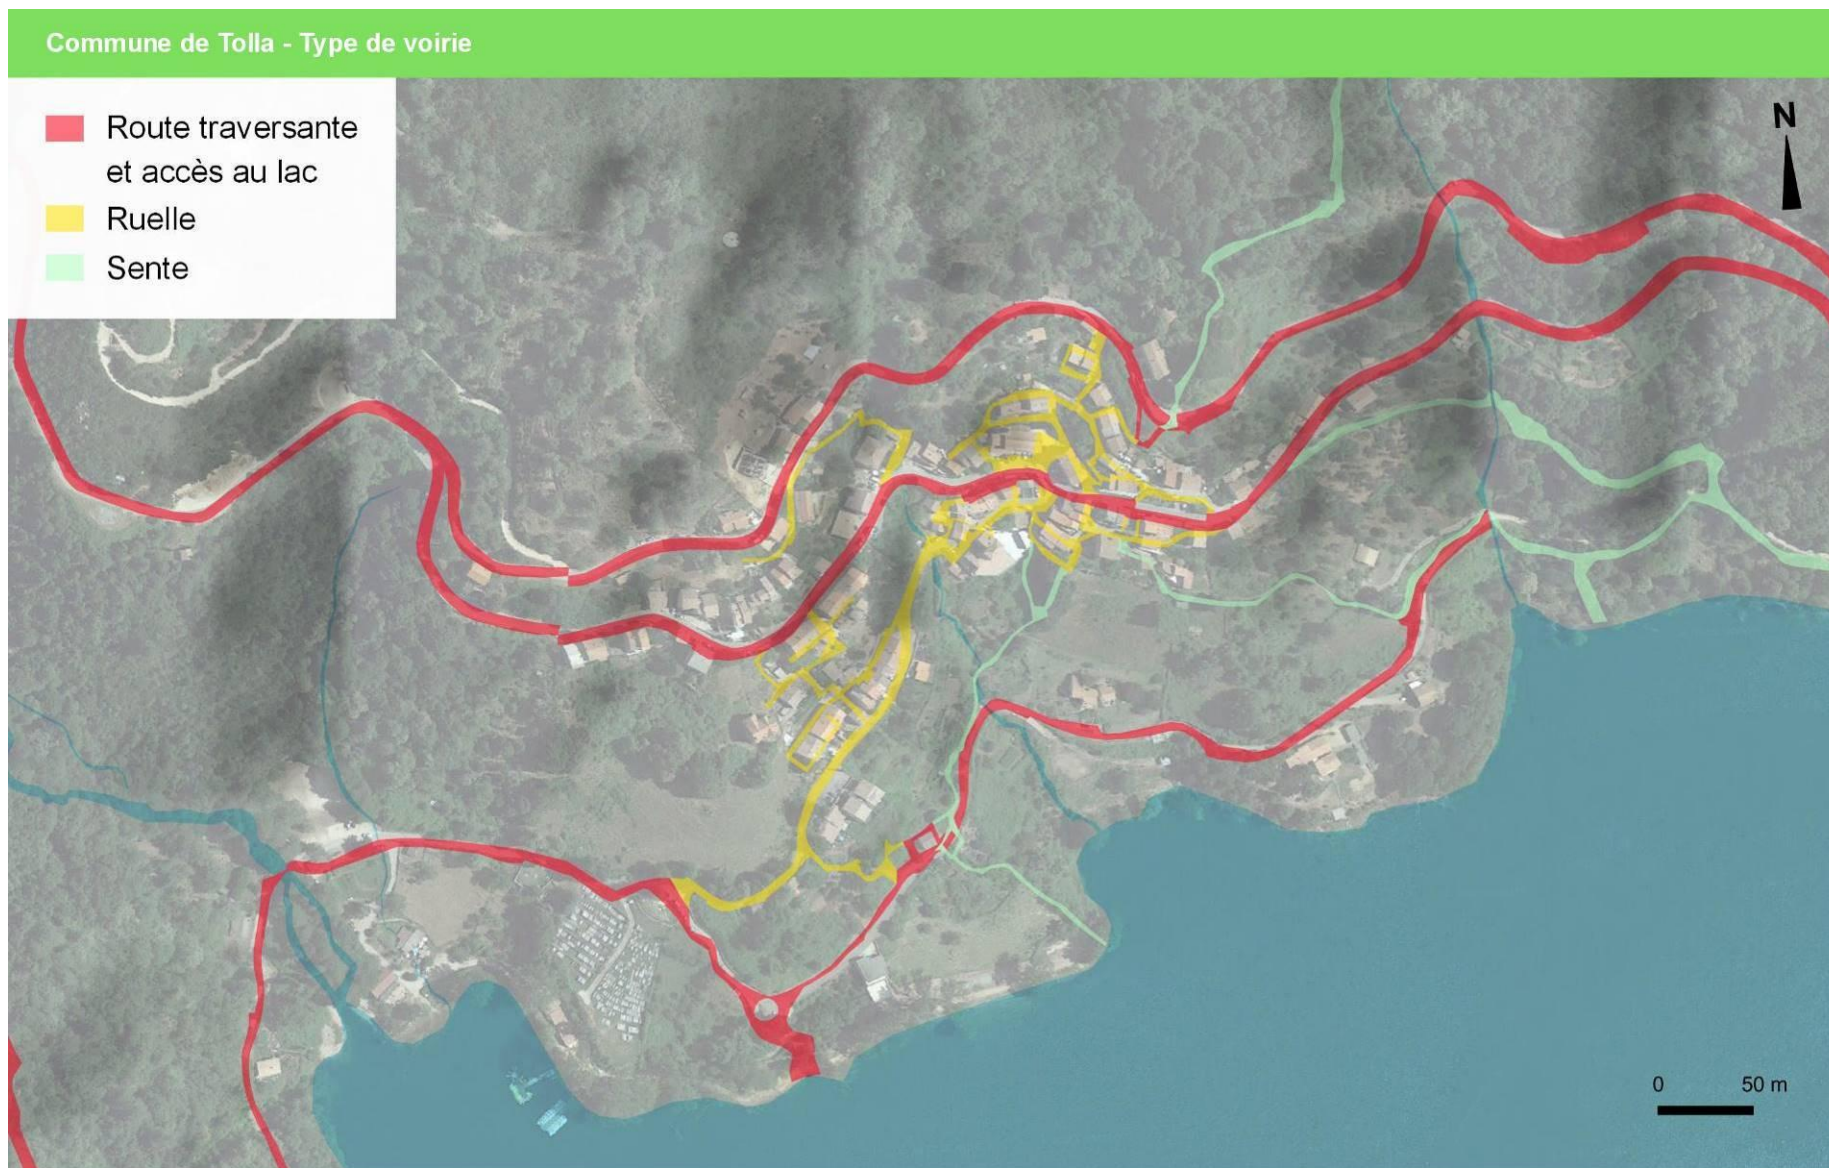 Commune de Tolla - Type de voirie
Route traversante
et accès au lac
Ruelle
Sente
N
0 50 m